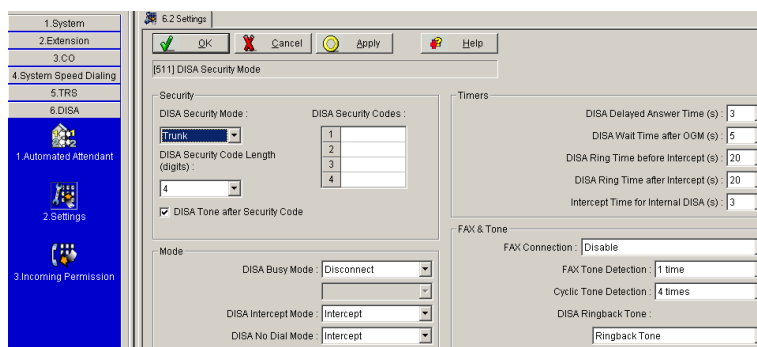 1.System
2.Extension
3.CO
4.System Speed Dialing
5.TRS
6.DISA
1.Automated Attendant
2.Settings
3.Incoming Permission
6.2 Settings
OK Cancel Apply Help
[511] DISA Security Mode
Security
DISA Security Mode :
Trunk
DISA Security Code Length
(digits) :
4
DISA Tone after Security Code
DISA Security Codes :
1
2
3
4
Mode
DISA Busy Mode : Disconnect
DISA Intercept Mode : Intercept
DISA No Dial Mode : Intercept
Timers
DISA Delayed Answer Time (s) : 3
DISA Wait Time after OGM (s) : 5
DISA Ring Time before Intercept (s) : 20
DISA Ring Time after Intercept (s) : 20
Intercept Time for Internal DISA (s) : 3
FAX & Tone
FAX Connection : Disable
FAX Tone Detection : 1 time
Cyclic Tone Detection : 4 times
DISA Ringback Tone :
Ringback Tone